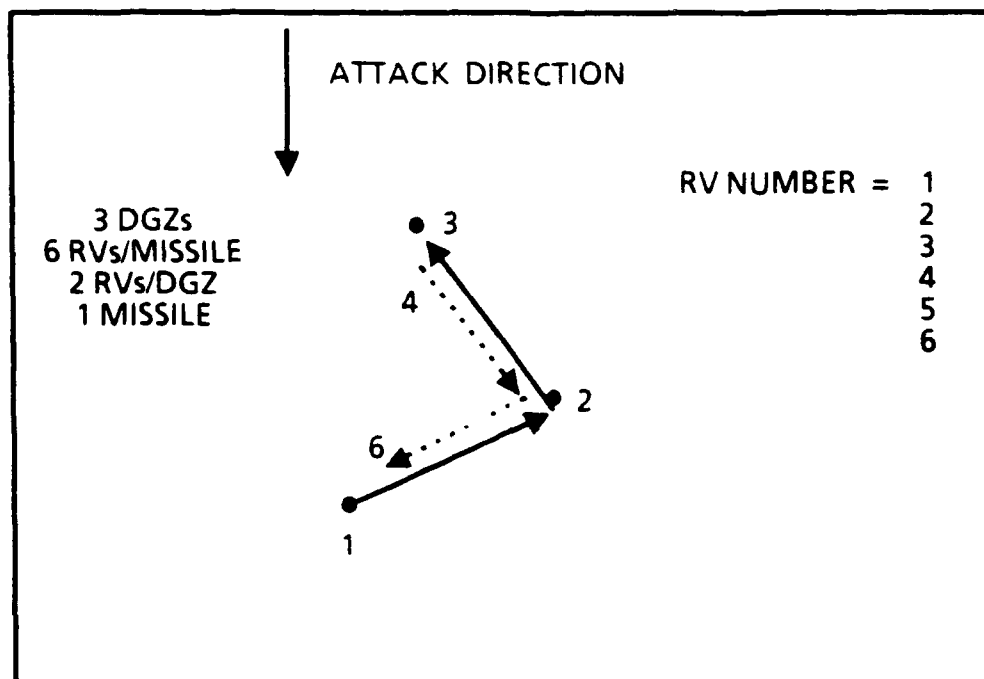 ATTACK DIRECTION
RV NUMBER = 1
2
3
4
5
6
3 DGZs
6 RVs/MISSILE
2 RVs/DGZ
1 MISSILE
3
4
2
6
1